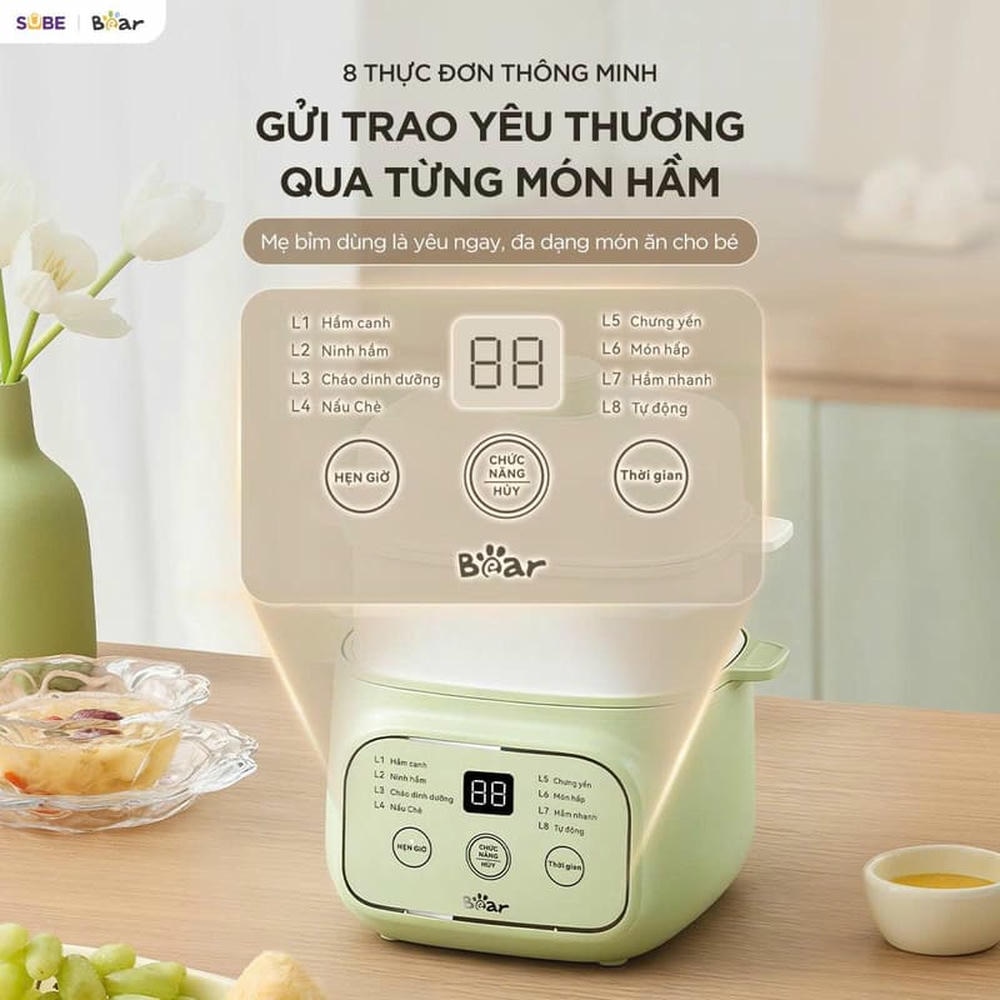 SUBE | Bear
8 THỰC ĐƠN THÔNG MINH
GỬI TRAO YÊU THƯƠNG
QUA TỪNG MÓN HẦM
Mẹ bỉm dùng là yêu ngay, đa dạng món ăn cho bé
L1 Hầm canh
L2 Ninh hầm
L3 Cháo dinh dưỡng
L4 Nấu Chè
88
L5 Chưng yến
L6 Món hấp
L7 Hầm nhanh
L8 Tự động
HẸN GIỜ
CHỨC
NĂNG
HỦY
Thời gian
Bear
L1 Hầm canh
L2 Ninh hầm
L3 Cháo dinh dưỡng
L4 Nấu Chè
88
L5 Chưng yến
L6 Món hấp
L7 Hầm nhanh
L8 Tự động
HẸN GIỜ
CHỨC
NĂNG
HỦY
Thời gian
Bear